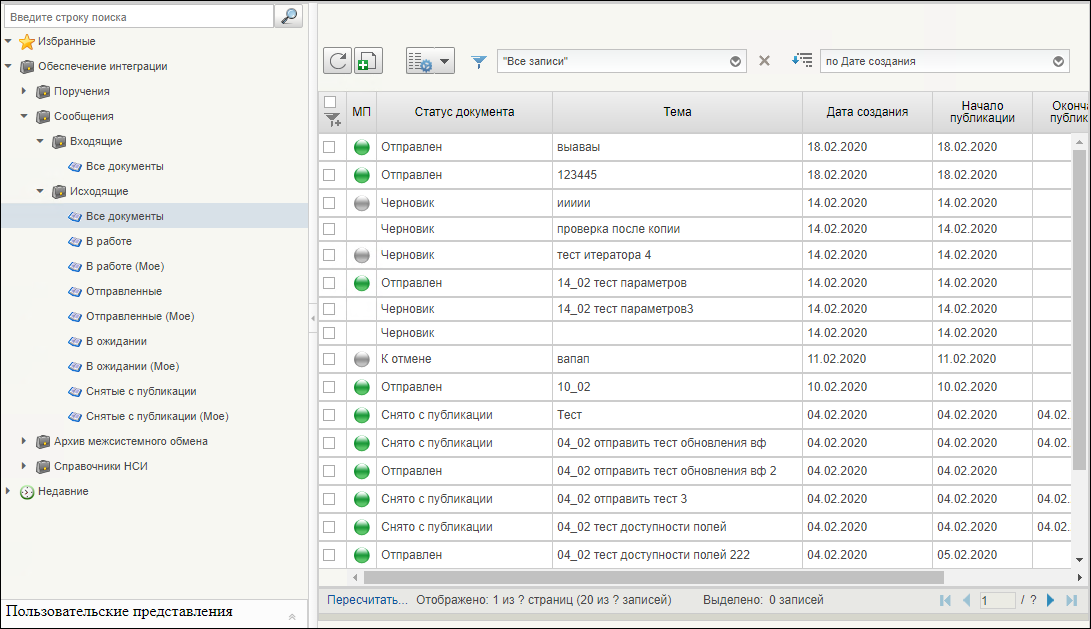 Введите строку поиска
Избранные
Обеспечение интеграции
Поручения
Сообщения
Входящие
Все документы
Исходящие
Все документы
В работе
В работе (Мое)
Отправленные
Отправленные (Мое)
В ожидании
В ожидании (Мое)
Снятые с публикации
Снятые с публикации (Мое)
Архив межсистемного обмена
Справочники НСИ
Недавние
Пользовательские представления
"Все записи" по Дате создания
МП Статус документа Тема Дата создания Начало публикации Оконча публик
Отправлен выаваы 18.02.2020 18.02.2020
Отправлен 123445 18.02.2020 18.02.2020
Черновик иииии 14.02.2020 14.02.2020
Черновик проверка после копии 14.02.2020 14.02.2020
Черновик тест итератора 4 14.02.2020 14.02.2020
Отправлен 14_02 тест параметров 14.02.2020 14.02.2020
Черновик 14_02 тест параметров3 14.02.2020 14.02.2020
Черновик 14.02.2020 14.02.2020
К отмене вапап 11.02.2020 11.02.2020
Отправлен 10_02 10.02.2020 10.02.2020
Снято с публикации Тест 04.02.2020 04.02.2020 04.02.
Снято с публикации 04_02 отправить тест обновления вф 04.02.2020 04.02.2020 04.02.
Отправлен 04_02 отправить тест обновления вф 2 04.02.2020 04.02.2020
Снято с публикации 04_02 отправить тест 3 04.02.2020 04.02.2020 04.02.
Снято с публикации 04_02 тест доступности полей 04.02.2020 04.02.2020 04.02.
Отправлен 04_02 тест доступности полей 222 04.02.2020 05.02.2020
Пересчитать... Отображено: 1 из ? страниц (20 из ? записей) Выделено: 0 записей 1 / ?